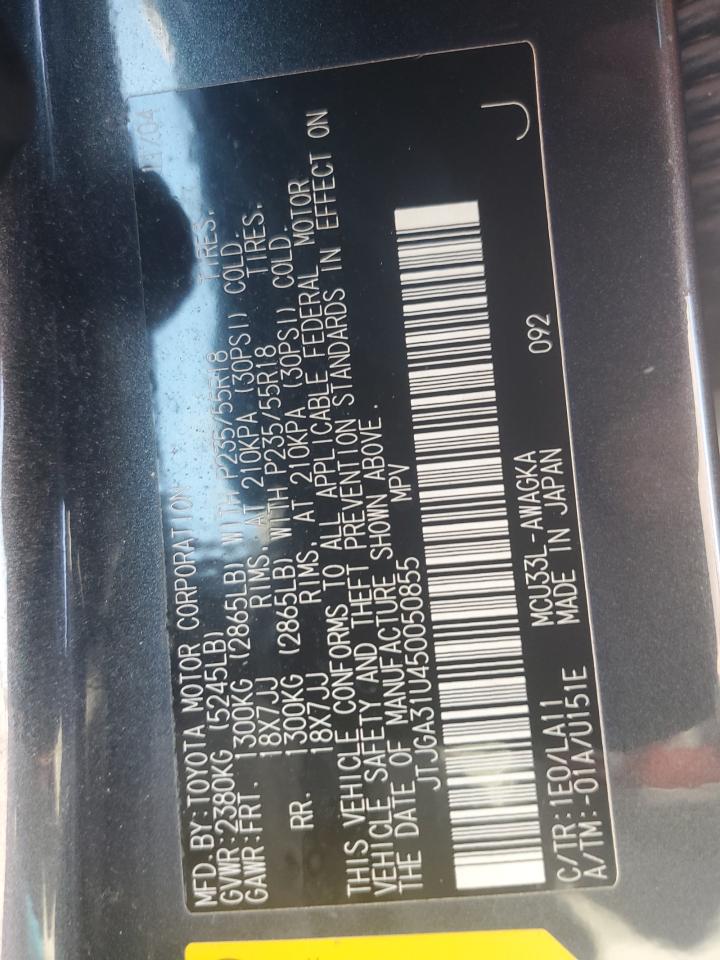 MFD.BY:TOYOTA MOTOR CORPORATION 11/04
GVWR:2380KG (5245LB)
GAWR:FRT. 1300KG (2865LB) WITH P235/55R18 TIRES,
18X7JJ RIMS, AT 210KPA (30PSI) COLD.
RR. 1300KG (2865LB) WITH P235/55R18 TIRES,
18X7JJ RIMS, AT 210KPA (30PSI) COLD.
THIS VEHICLE CONFORMS TO ALL APPLICABLE FEDERAL MOTOR
VEHICLE SAFETY AND THEFT PREVENTION STANDARDS IN EFFECT ON
THE DATE OF MANUFACTURE SHOWN ABOVE.
JTJGA31U450050855 MPV
C/TR:1E0/LA11 MCU33L-AWAGKA 092
A/TM:-01A/U151E MADE IN JAPAN
J